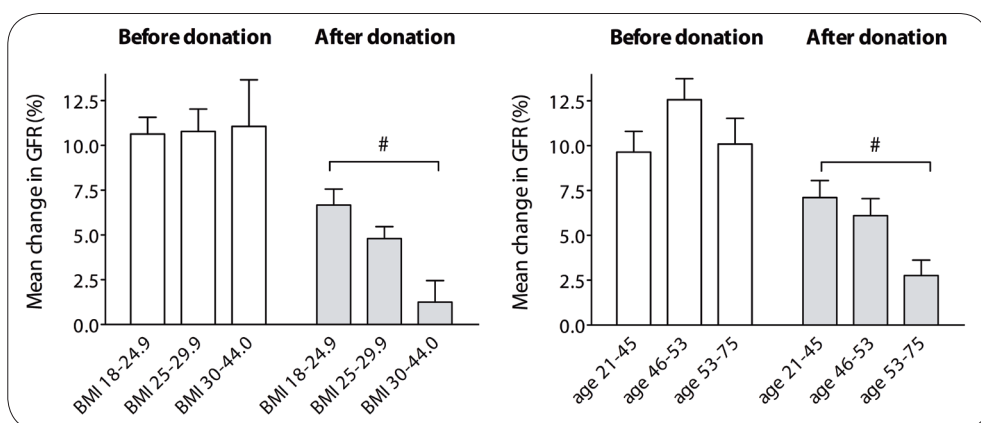 Before donation
After donation
Mean change in GFR (%)
12.5
10.0
7.5
5.0
2.5
0.0
#
BMI 18-24.9
BMI 25-29.9
BMI 30-44.0
BMI 18-24.9
BMI 25-29.9
BMI 30-44.0
Before donation
After donation
Mean change in GFR (%)
12.5
10.0
7.5
5.0
2.5
0.0
#
age 21-45
age 46-53
age 53-75
age 21-45
age 46-53
age 53-75